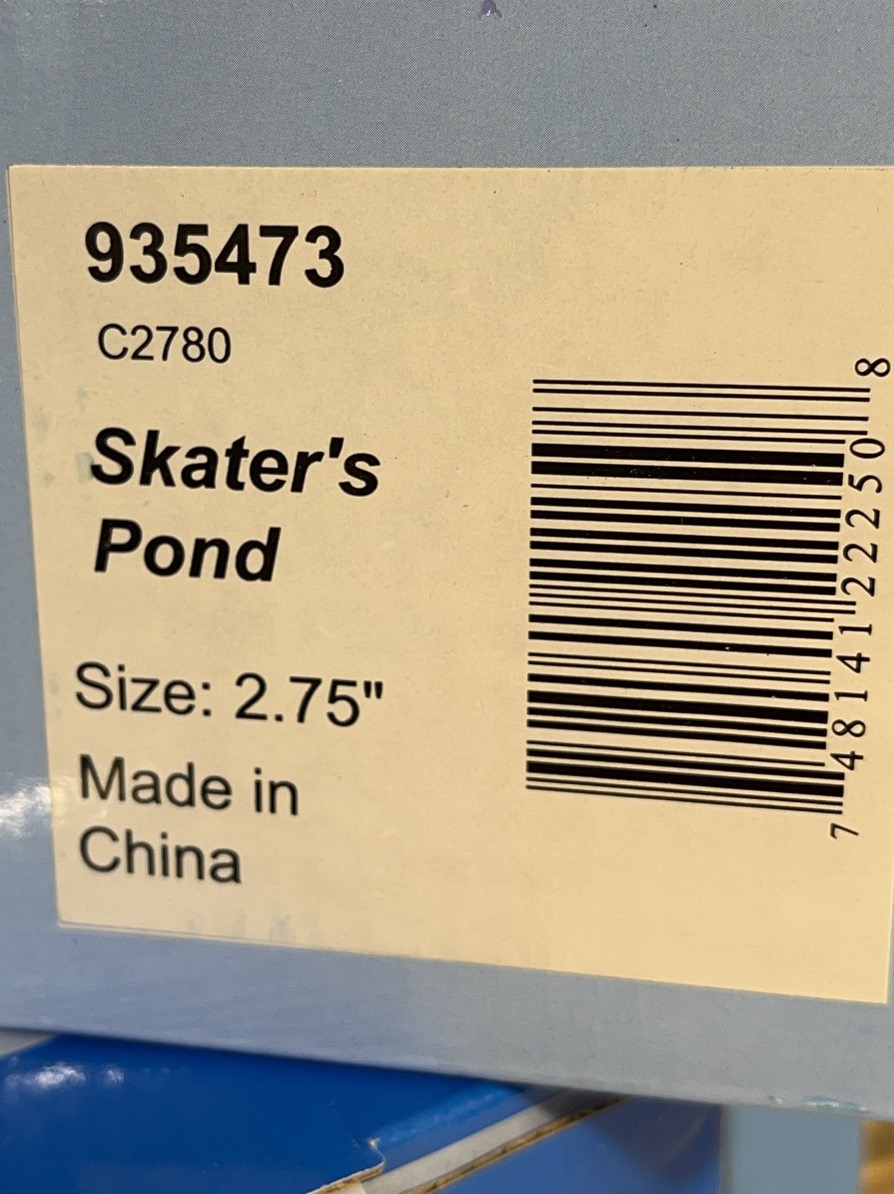 935473
C2780
Skater's
Pond
Size: 2.75"
Made in
China
7 48141 22250 8